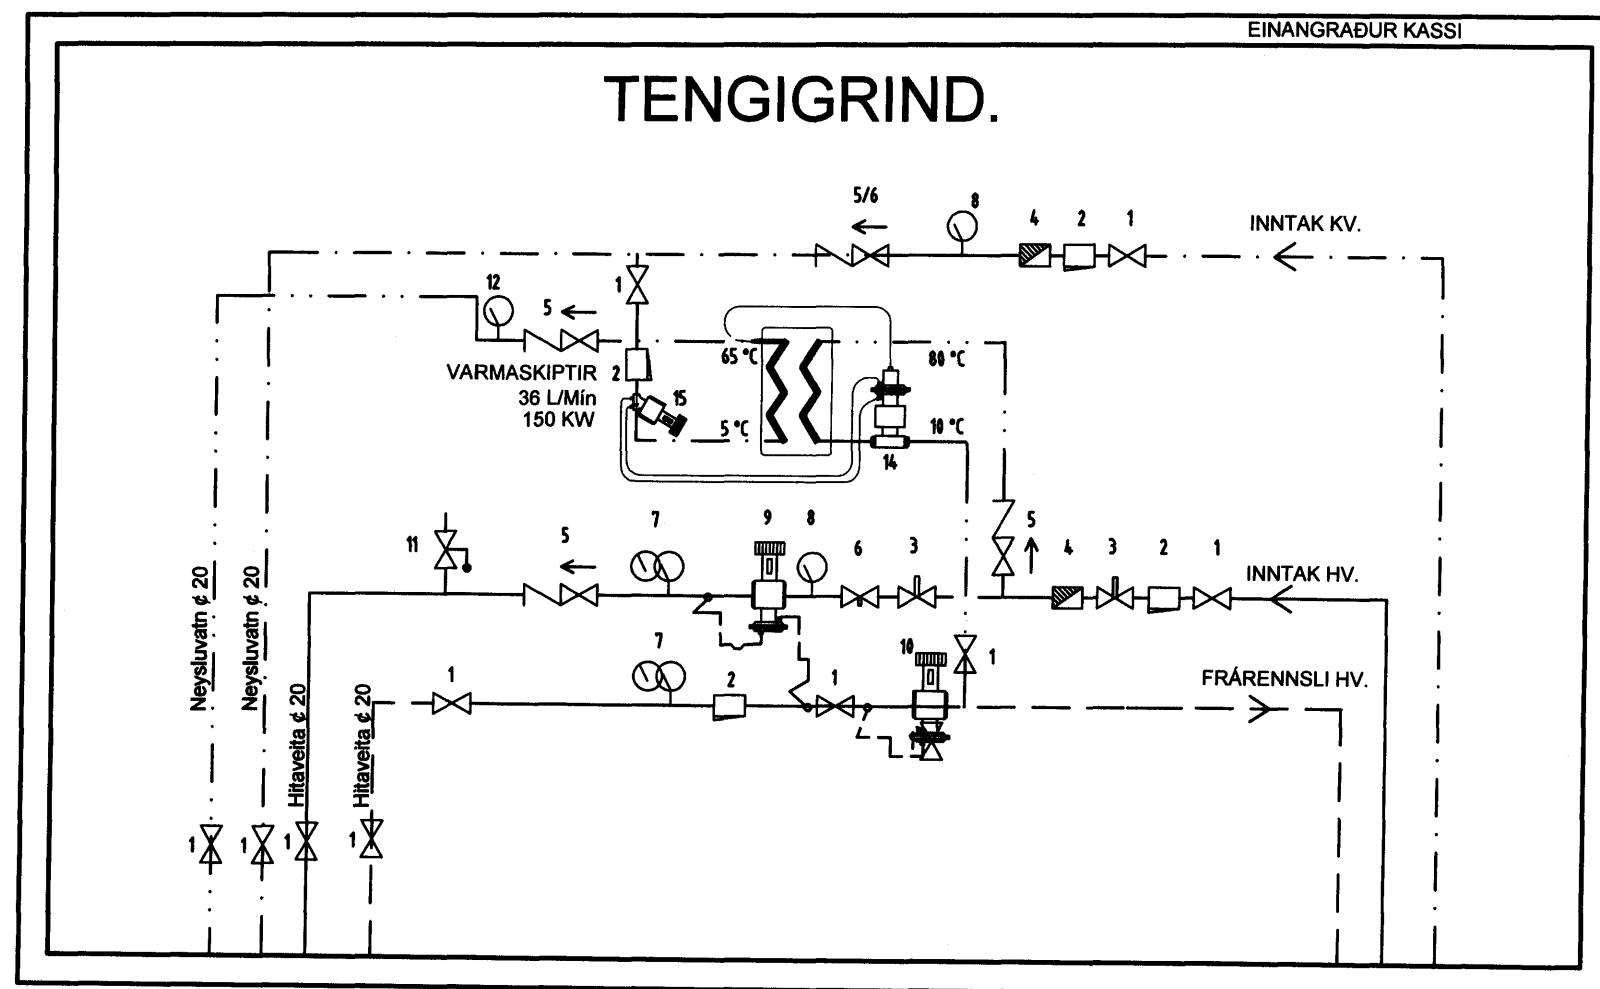 EINANGRAÐUR KASSI
TENGIGRIND.
5/6
8
4
2
1
INNTAK KV.
12
5
1
65 °C
80 °C
VARMASKIPTIR
36 L/Mín
150 KW
2
15
5 °C
10 °C
14
11
5
7
9
8
6
3
5
4
3
2
1
INNTAK HV.
Neysluvatn ¢ 20
Neysluvatn ¢ 20
Hitaveita ¢ 20
Hitaveita ¢ 20
1
7
2
1
10
1
FRÁRENNSLI HV.
1
1
1
1